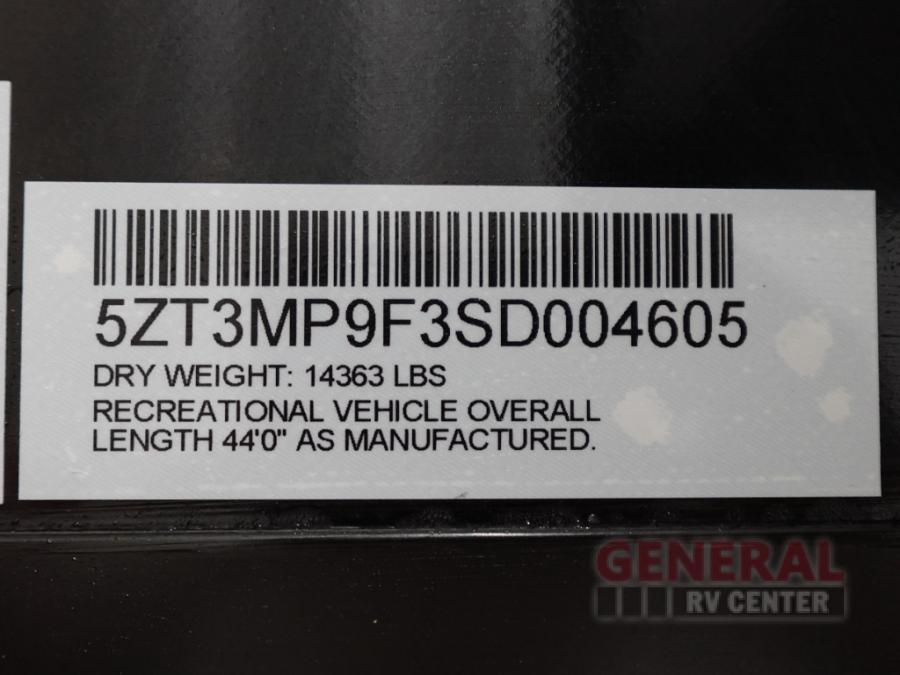 5ZT3MP9F3SD004605
DRY WEIGHT: 14363 LBS
RECREATIONAL VEHICLE OVERALL
LENGTH 44'0" AS MANUFACTURED.
GENERAL
RV CENTER